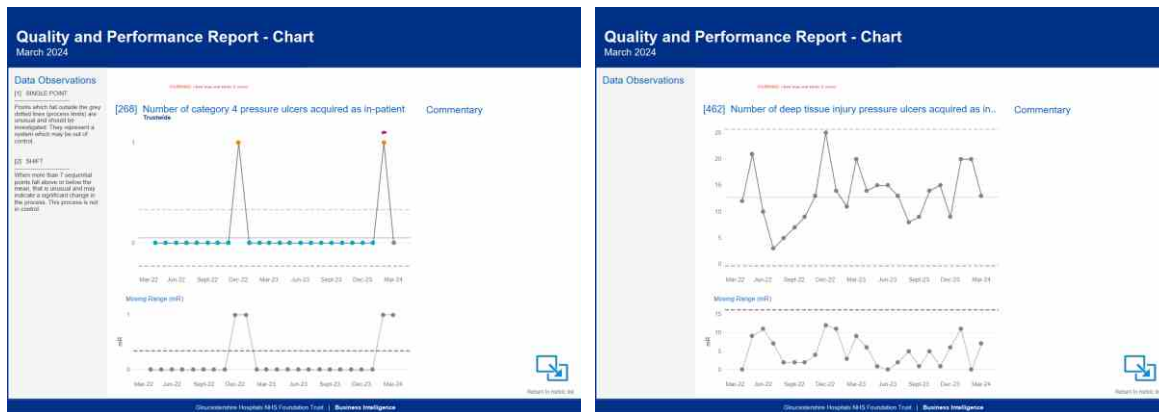 Quality and Performance Report - Chart
March 2024
Data Observations
[1] SINGLE POINT
Points which fall outside the grey
dotted lines (process limits) are
unusual and should be
investigated. They represent a
system which may be out of
control.
[2] SHIFT
When more than 7 sequential
points fall above or below the
mean, that is unusual and may
indicate a significant change in
the process. This process is not
in control.
[268] Number of category 4 pressure ulcers acquired as in-patient
Trustwide
Commentary
1
0
Mar-22 Jun-22 Sept-22 Dec-22 Mar-23 Jun-23 Sept-23 Dec-23 Mar-24
Moving Range (mR)
1
mR
0
Mar-22 Jun-22 Sept-22 Dec-22 Mar-23 Jun-23 Sept-23 Dec-23 Mar-24
Return to metric list
Gloucestershire Hospitals NHS Foundation Trust | Business Intelligence
Quality and Performance Report - Chart
March 2024
Data Observations
[462] Number of deep tissue injury pressure ulcers acquired as in..
Commentary
25
20
15
10
5
0
Mar-22 Jun-22 Sept-22 Dec-22 Mar-23 Jun-23 Sept-23 Dec-23 Mar-24
Moving Range (mR)
15
10
mR
5
0
Mar-22 Jun-22 Sept-22 Dec-22 Mar-23 Jun-23 Sept-23 Dec-23 Mar-24
Return to metric list
Gloucestershire Hospitals NHS Foundation Trust | Business Intelligence